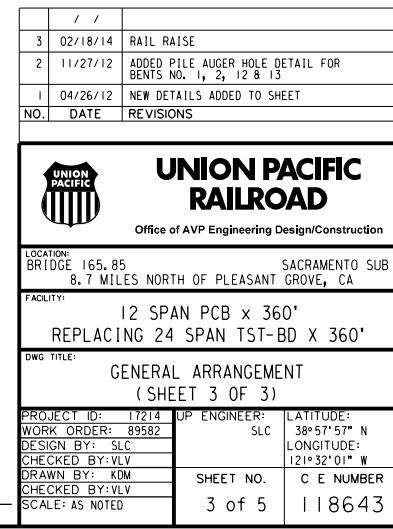 / /
3 02/18/14 RAIL RAISE
2 11/27/12 ADDED PILE AUGER HOLE DETAIL FOR
BENTS NO. 1, 2, 12 & 13
1 04/26/12 NEW DETAILS ADDED TO SHEET
NO. DATE REVISIONS
UNION PACIFIC
UNION PACIFIC
RAILROAD
Office of AVP Engineering Design/Construction
LOCATION:
BRIDGE 165.85 SACRAMENTO SUB
8.7 MILES NORTH OF PLEASANT GROVE, CA
FACILITY:
12 SPAN PCB x 360'
REPLACING 24 SPAN TST-BD X 360'
DWG TITLE:
GENERAL ARRANGEMENT
(SHEET 3 OF 3)
PROJECT ID: 17214
WORK ORDER: 89582
DESIGN BY: SLC
CHECKED BY:VLV
DRAWN BY: KDM
CHECKED BY:VLV
SCALE: AS NOTED
UP ENGINEER:
SLC
LATITUDE:
38°57'57" N
LONGITUDE:
121°32'01" W
SHEET NO.
3 of 5
C E NUMBER
118643